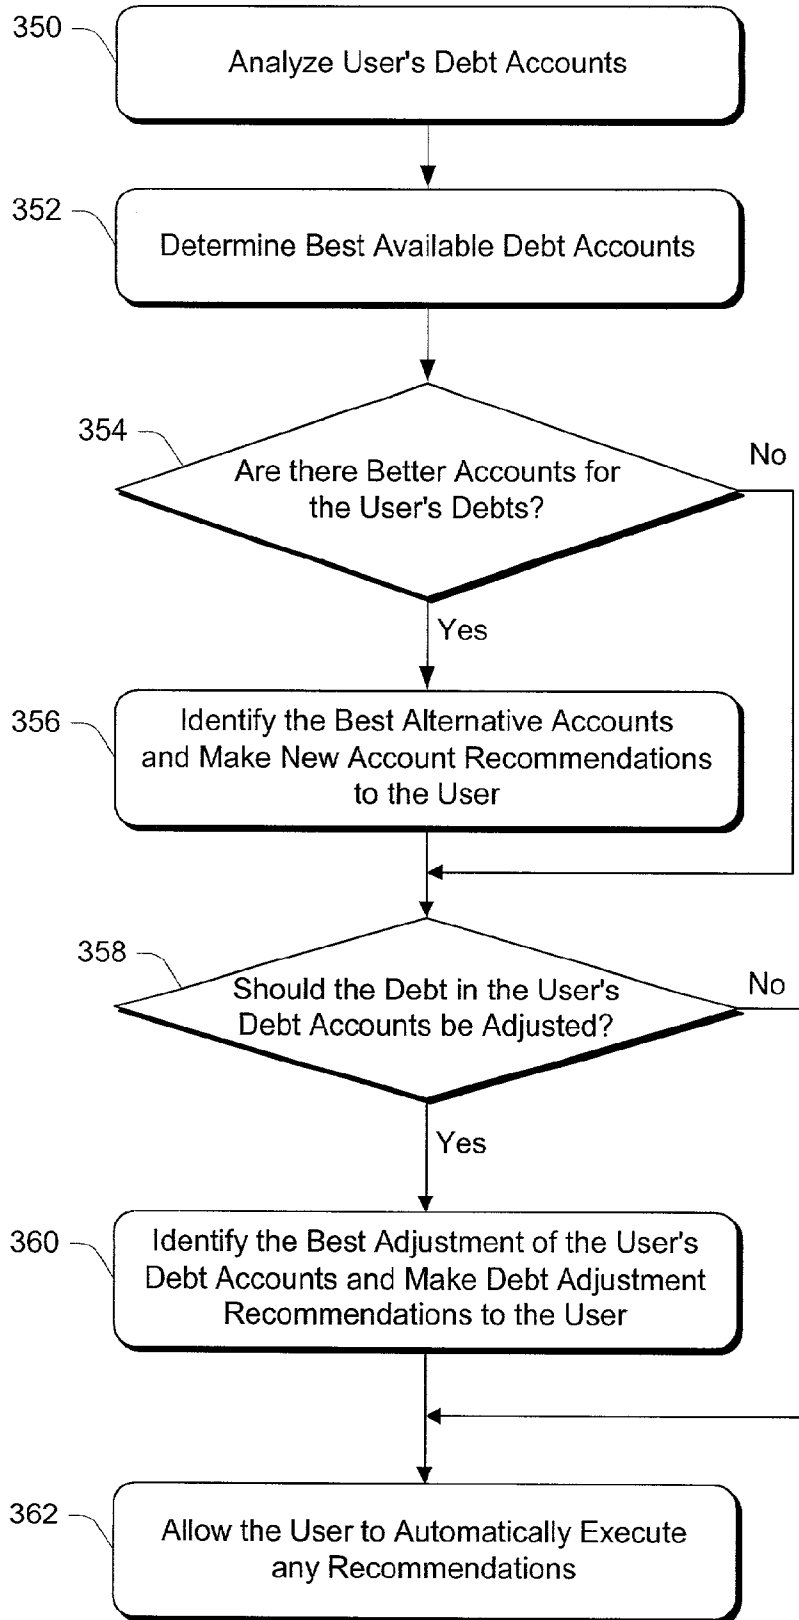 350
Analyze User's Debt Accounts
352
Determine Best Available Debt Accounts
354
Are there Better Accounts for
the User's Debts?
No
Yes
356
Identify the Best Alternative Accounts
and Make New Account Recommendations
to the User
358
Should the Debt in the User's
Debt Accounts be Adjusted?
No
Yes
360
Identify the Best Adjustment of the User's
Debt Accounts and Make Debt Adjustment
Recommendations to the User
362
Allow the User to Automatically Execute
any Recommendations